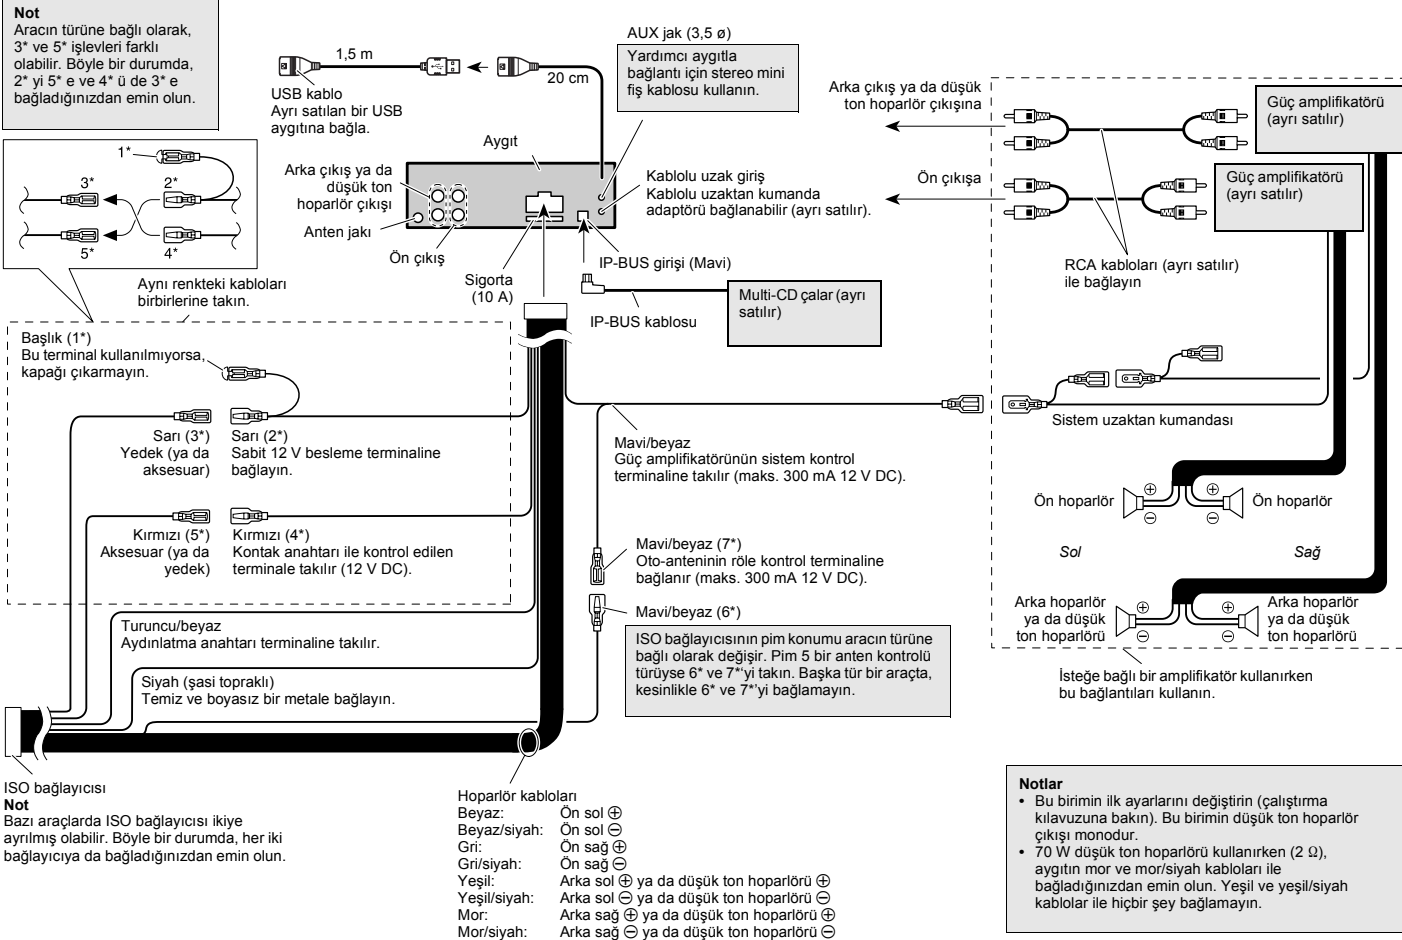 Not
Aracın türüne bağlı olarak,
3* ve 5* işlevleri farklı
olabilir. Böyle bir durumda,
2* yi 5* e ve 4* ü de 3* e
bağladığınızdan emin olun.
1,5 m
20 cm
USB kablo
Ayrı satılan bir USB
aygıtına bağla.
AUX jak (3,5 ø)
Yardımcı aygıtla
bağlantı için stereo mini
fiş kablosu kullanın.
Arka çıkış ya da düşük
ton hoparlör çıkışına
Güç amplifikatörü
(ayrı satılır)
Aygıt
Arka çıkış ya da
düşük ton
hoparlör çıkışı
Anten jakı
Ön çıkış
Kablolu uzak giriş
Kablolu uzaktan kumanda
adaptörü bağlanabilir (ayrı satılır).
Ön çıkışa
Güç amplifikatörü
(ayrı satılır)
1*
3*
2*
5*
4*
Sigorta
(10 A)
IP-BUS girişi (Mavi)
RCA kabloları (ayrı satılır)
ile bağlayın
Aynı renkteki kabloları
birbirlerine takın.
IP-BUS kablosu
Multi-CD çalar (ayrı
satılır)
Başlık (1*)
Bu terminal kullanılmıyorsa,
kapağı çıkarmayın.
Sarı (3*)
Yedek (ya da
aksesuar)
Sarı (2*)
Sabit 12 V besleme terminaline
bağlayın.
Mavi/beyaz
Güç amplifikatörünün sistem kontrol
terminaline takılır (maks. 300 mA 12 V DC).
Sistem uzaktan kumandası
Kırmızı (5*)
Aksesuar (ya da
yedek)
Kırmızı (4*)
Kontak anahtarı ile kontrol edilen
terminale takılır (12 V DC).
Mavi/beyaz (7*)
Oto-anteninin röle kontrol terminaline
bağlanır (maks. 300 mA 12 V DC).
Ön hoparlör
⊕
⊖
⊕
⊖
Ön hoparlör
Sol
Sağ
Arka hoparlör
ya da düşük
ton hoparlörü
⊕
⊖
⊕
⊖
Arka hoparlör
ya da düşük
ton hoparlörü
Turuncu/beyaz
Aydınlatma anahtarı terminaline takılır.
Mavi/beyaz (6*)
ISO bağlayıcısının pim konumu aracın türüne
bağlı olarak değişir. Pim 5 bir anten kontrolü
türüyse 6* ve 7*'yi takın. Başka tür bir araçta,
kesinlikle 6* ve 7*'yi bağlamayın.
Siyah (şasi topraklı)
Temiz ve boyasız bir metale bağlayın.
İsteğe bağlı bir amplifikatör kullanırken
bu bağlantıları kullanın.
ISO bağlayıcısı
Not
Bazı araçlarda ISO bağlayıcısı ikiye
ayrılmış olabilir. Böyle bir durumda, her iki
bağlayıcıya da bağladığınızdan emin olun.
Hoparlör kabloları
Beyaz: Ön sol ⊕
Beyaz/siyah: Ön sol ⊖
Gri: Ön sağ ⊕
Gri/siyah: Ön sağ ⊖
Yeşil: Arka sol ⊕ ya da düşük ton hoparlörü ⊕
Yeşil/siyah: Arka sol ⊖ ya da düşük ton hoparlörü ⊖
Mor: Arka sağ ⊕ ya da düşük ton hoparlörü ⊕
Mor/siyah: Arka sağ ⊖ ya da düşük ton hoparlörü ⊖
Notlar
• Bu birimin ilk ayarlarını değiştirin (çalıştırma
kılavuzuna bakın). Bu birimin düşük ton hoparlör
çıkışı monodur.
• 70 W düşük ton hoparlörü kullanırken (2 Ω),
aygıtın mor ve mor/siyah kabloları ile
bağladığınızdan emin olun. Yeşil ve yeşil/siyah
kablolar ile hiçbir şey bağlamayın.